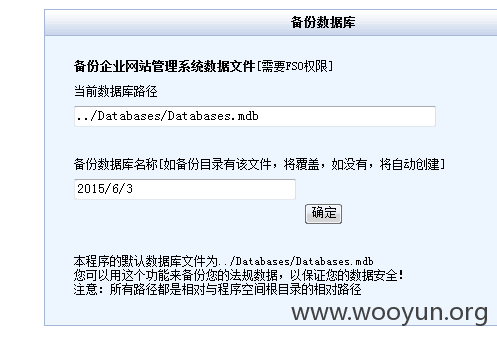 备份数据库
备份企业网站管理系统数据文件[需要FSO权限]
当前数据库路径
../Databases/Databases.mdb
备份数据库名称[如备份目录有该文件，将覆盖，如没有，将自动创建]
2015/6/3
确定
本程序的默认数据库文件为../Databases/Databases.mdb
您可以用这个功能来备份您的法规数据，以保证您的数据安全！
注意：所有路径都是相对与程序空间根目录的相对路径
www.wooyun.org